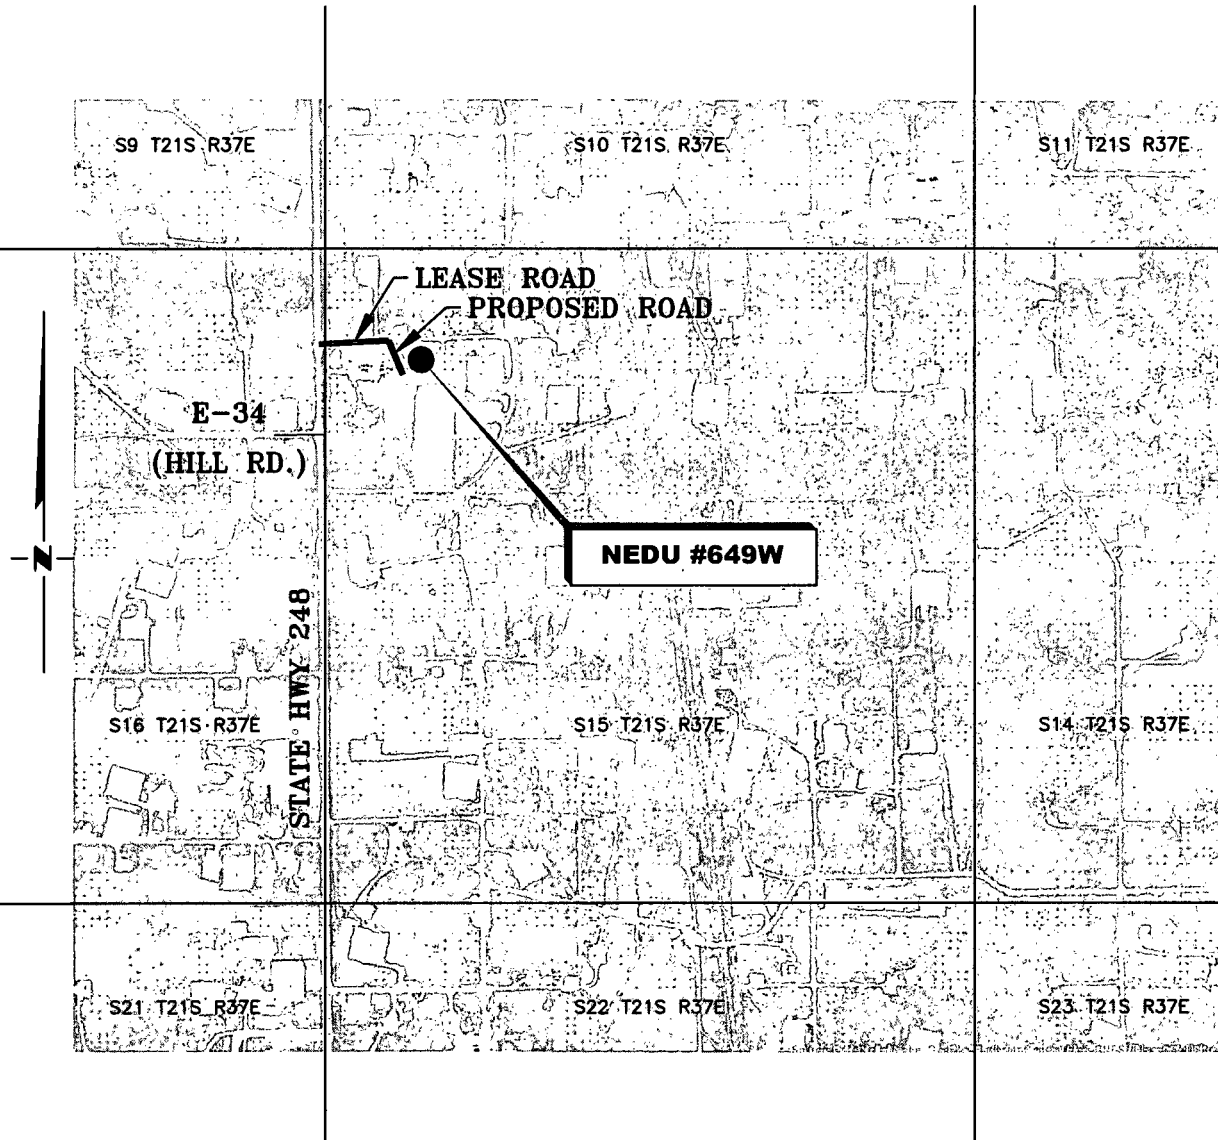 S9 T21S R37E
S10 T21S R37E
S11 T21S R37E
LEASE ROAD
PROPOSED ROAD
E-34
(HILL RD.)
N
NEDU #649W
STATE HWY 248
S16 T21S R37E
S15 T21S R37E
S14 T21S R37E
S21 T21S R37E
S22 T21S R37E
S23 T21S R37E